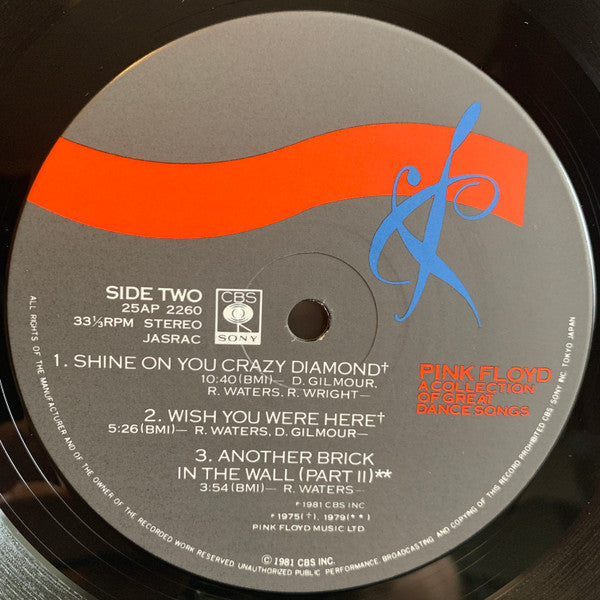 SIDE TWO
25AP 2260
33⅓RPM STEREO
JASRAC
CBS
SONY
1. SHINE ON YOU CRAZY DIAMOND†
10:40 (BMI)— D. GILMOUR,
R. WATERS, R. WRIGHT—
2. WISH YOU WERE HERE†
5:26 (BMI)— R. WATERS, D. GILMOUR—
3. ANOTHER BRICK
IN THE WALL (PART II)**
3:54 (BMI)— R. WATERS—
PINK FLOYD
A COLLECTION
OF GREAT
DANCE SONGS
℗ 1981 CBS INC
℗ 1975 (†), 1979 (**)
PINK FLOYD MUSIC LTD.
© 1981 CBS INC.
ALL RIGHTS OF THE MANUFACTURER AND OF THE OWNER OF THE RECORDED WORK RESERVED. UNAUTHORIZED PUBLIC PERFORMANCE BROADCASTING AND COPYING OF THIS RECORD PROHIBITED CBS SONY INC. TOKYO JAPAN